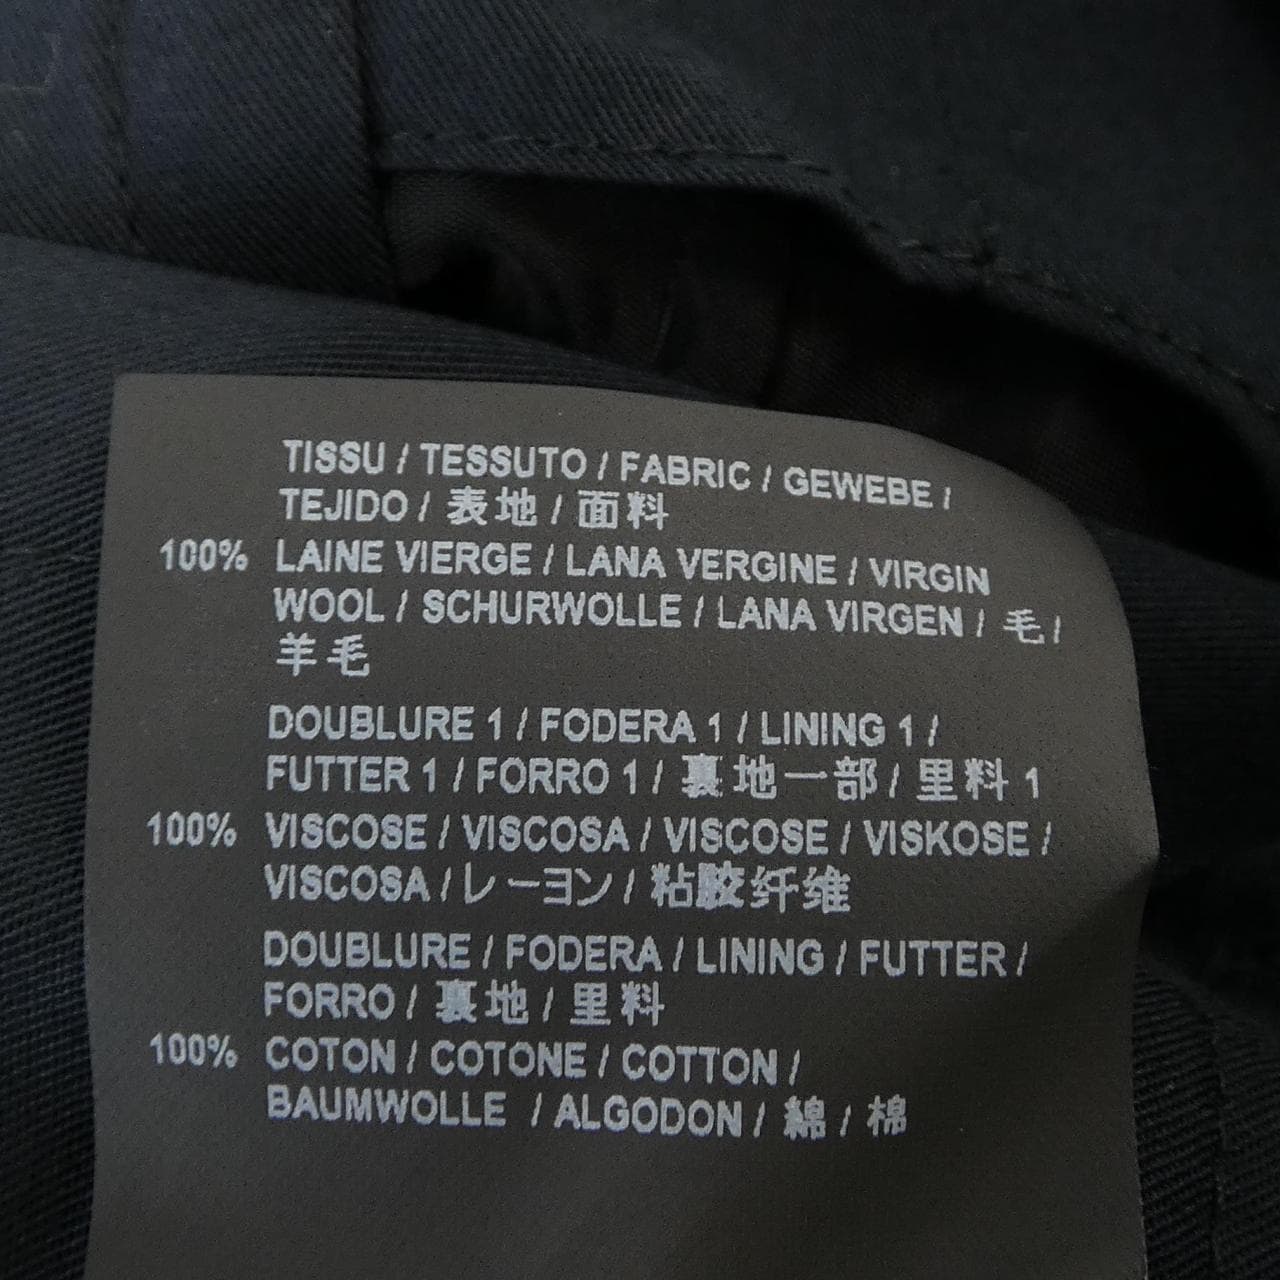 TISSU / TESSUTO / FABRIC / GEWEBE /
TEJIDO / 表地 / 面料
100% LAINE VIERGE / LANA VERGINE / VIRGIN
WOOL / SCHURWOLLE / LANA VIRGEN / 毛 /
羊毛
DOUBLURE 1 / FODERA 1 / LINING 1 /
FUTTER 1 / FORRO 1 / 裏地一部 / 里料 1
100% VISCOSE / VISCOSA / VISCOSE / VISKOSE /
VISCOSA / レーヨン / 粘胶纤维
DOUBLURE / FODERA / LINING / FUTTER /
FORRO / 裏地 / 里料
100% COTON / COTONE / COTTON /
BAUMWOLLE / ALGODON / 綿 / 棉